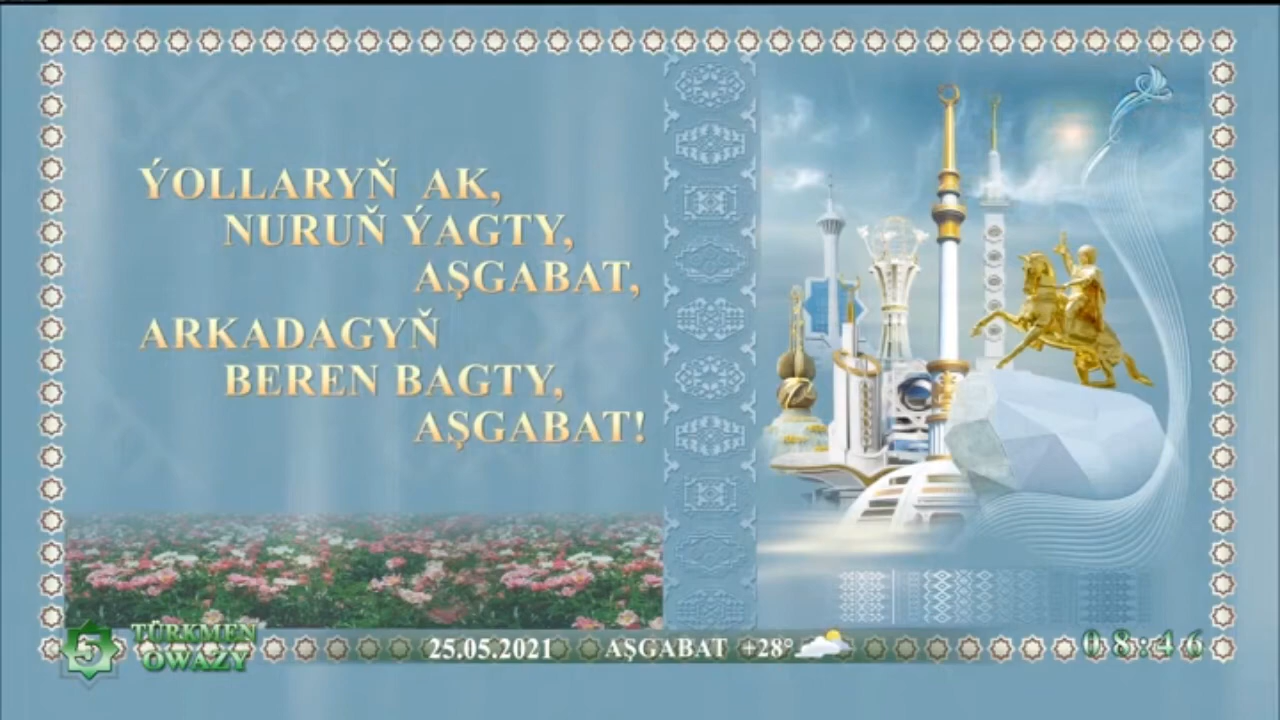 ÝOLLARYŇ AK,
NURUŇ ÝAGTY,
AŞGABAT,
ARKADAGYŇ
BEREN BAGTY,
AŞGABAT!
5 TÜRKMEN
OWAZY
25.05.2021 AŞGABAT +28° 08:46